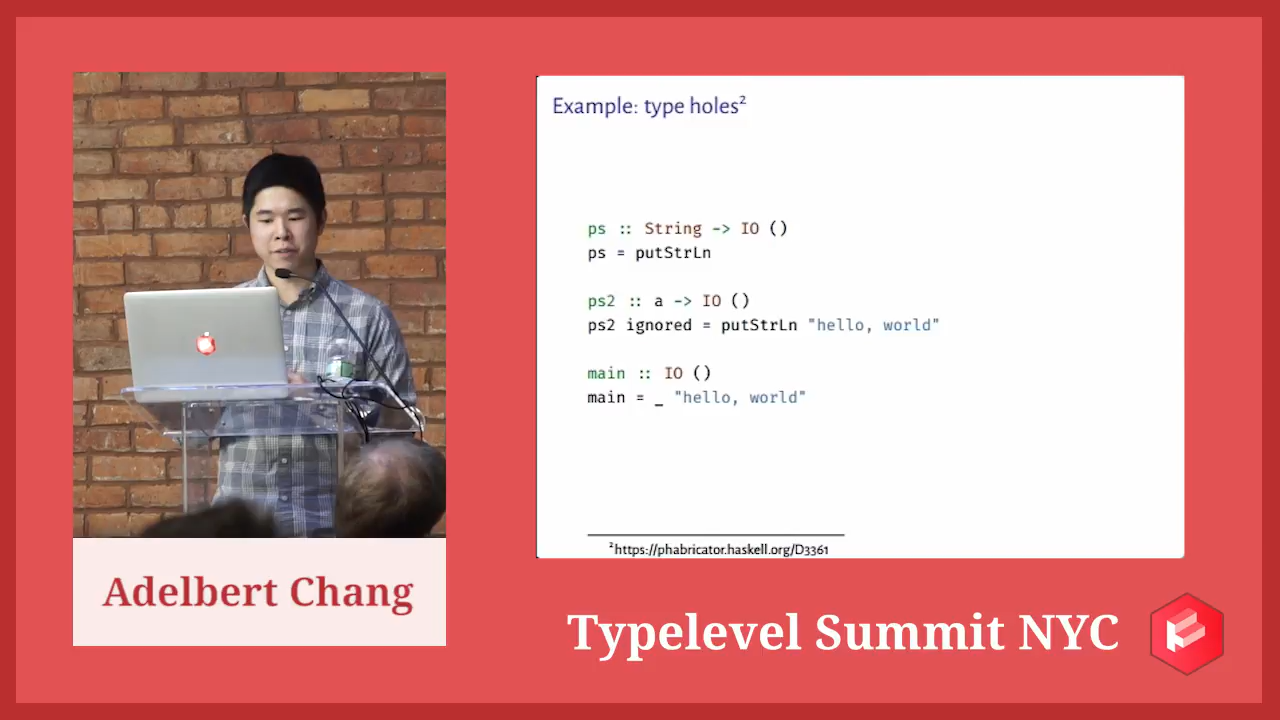 Example: type holes²
ps :: String -> IO ()
ps = putStrLn
ps2 :: a -> IO ()
ps2 ignored = putStrLn "hello, world"
main :: IO ()
main = _ "hello, world"
²https://phabricator.haskell.org/D3361
Adelbert Chang
Typelevel Summit NYC